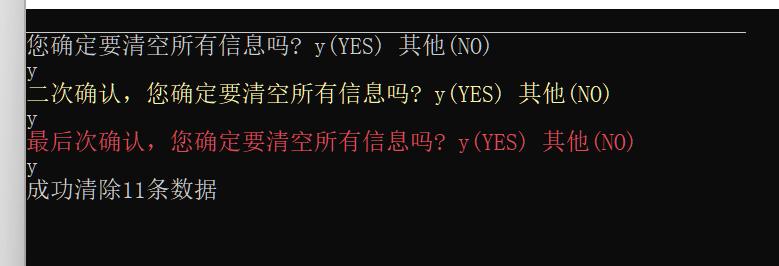 您确定要清空所有信息吗? y(YES) 其他(NO)
y
二次确认，您确定要清空所有信息吗? y(YES) 其他(NO)
y
最后次确认，您确定要清空所有信息吗? y(YES) 其他(NO)
y
成功清除11条数据